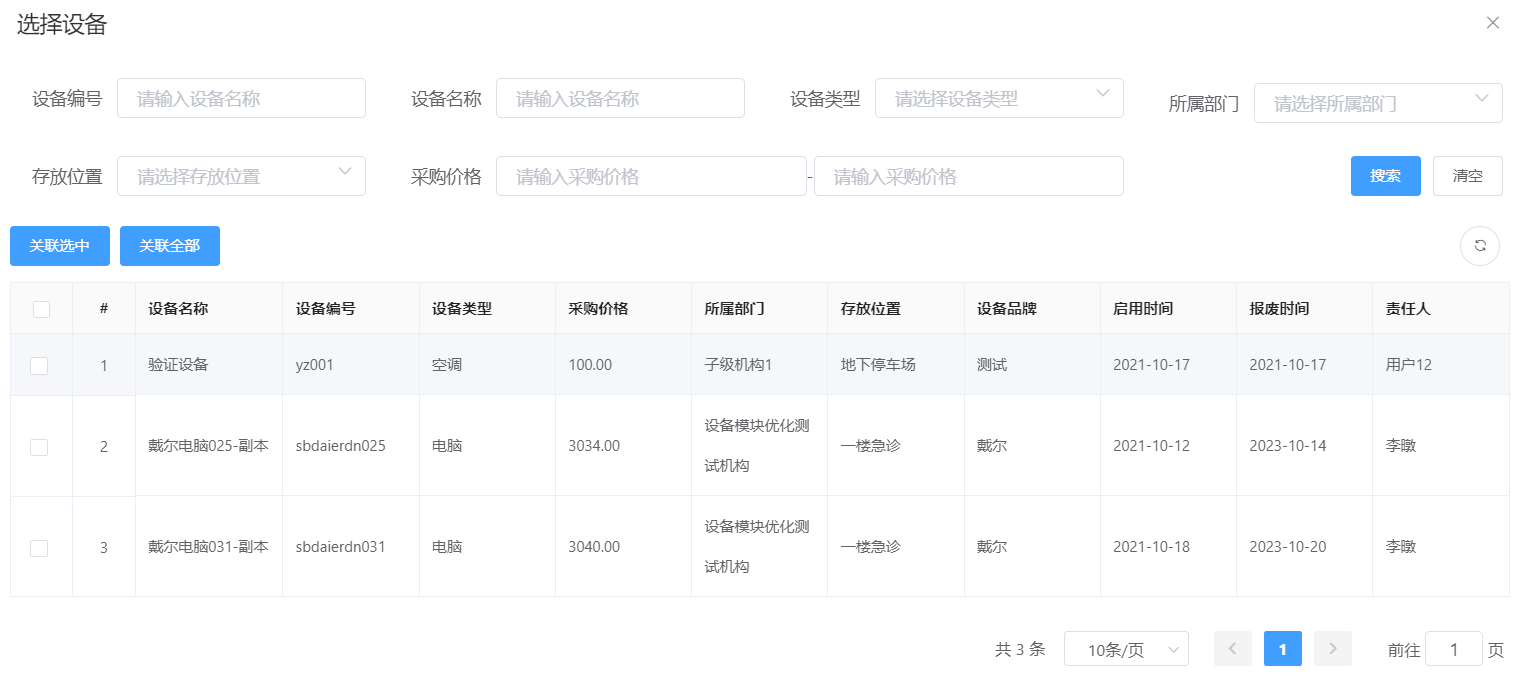 选择设备
设备编号 请输入设备名称 设备名称 请输入设备名称 设备类型 请选择设备类型 所属部门 请选择所属部门
存放位置 请选择存放位置 采购价格 请输入采购价格 - 请输入采购价格 搜索 清空
关联选中 关联全部
# 设备名称 设备编号 设备类型 采购价格 所属部门 存放位置 设备品牌 启用时间 报废时间 责任人
1 验证设备 yz001 空调 100.00 子级机构1 地下停车场 测试 2021-10-17 2021-10-17 用户12
2 戴尔电脑025-副本 sbdaierdn025 电脑 3034.00 设备模块优化测 一楼急诊 戴尔 2021-10-12 2023-10-14 李暾
试机构
3 戴尔电脑031-副本 sbdaierdn031 电脑 3040.00 设备模块优化测 一楼急诊 戴尔 2021-10-18 2023-10-20 李暾
试机构
共 3 条 10条/页 1 前往 1 页